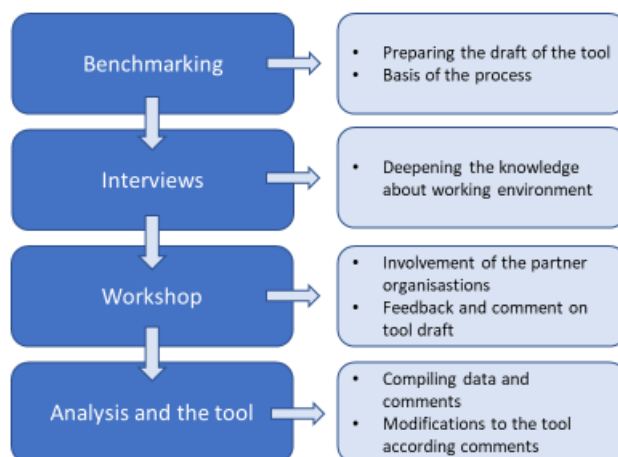 Benchmarking
• Preparing the draft of the tool
• Basis of the process
Interviews
• Deepening the knowledge
about working environment
Workshop
• Involvement of the partner
organisastions
• Feedback and comment on
tool draft
Analysis and the tool
• Compiling data and
comments
• Modifications to the tool
according comments